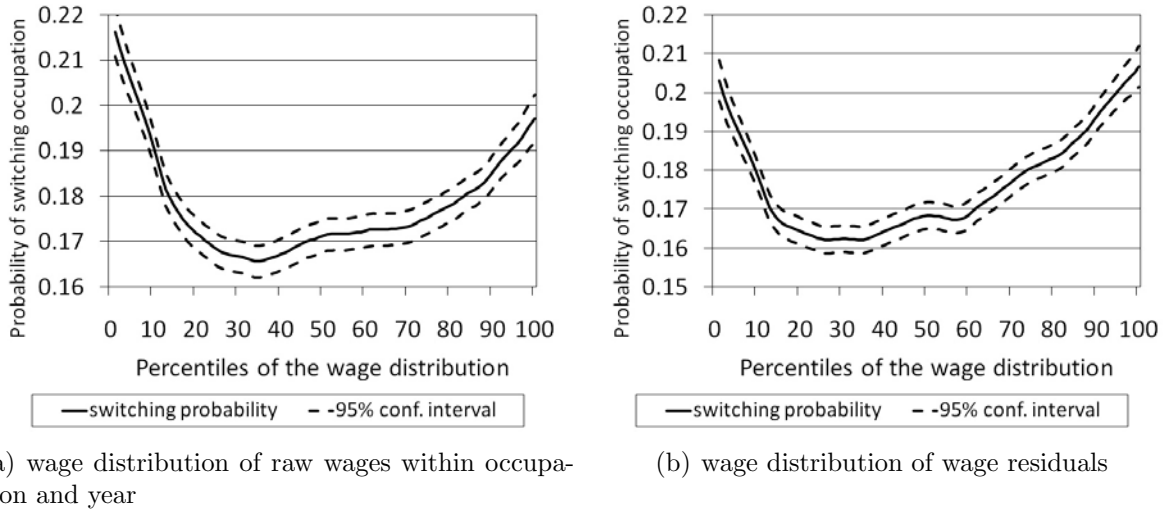 Probability of switching occupation
0.22
0.21
0.2
0.19
0.18
0.17
0.16
0 10 20 30 40 50 60 70 80 90 100
Percentiles of the wage distribution
switching probability -95% conf. interval
) wage distribution of raw wages within occupa-
on and year
Probability of switching occupation
0.22
0.21
0.2
0.19
0.18
0.17
0.16
0.15
0 10 20 30 40 50 60 70 80 90 100
Percentiles of the wage distribution
switching probability -95% conf. interval
(b) wage distribution of wage residuals